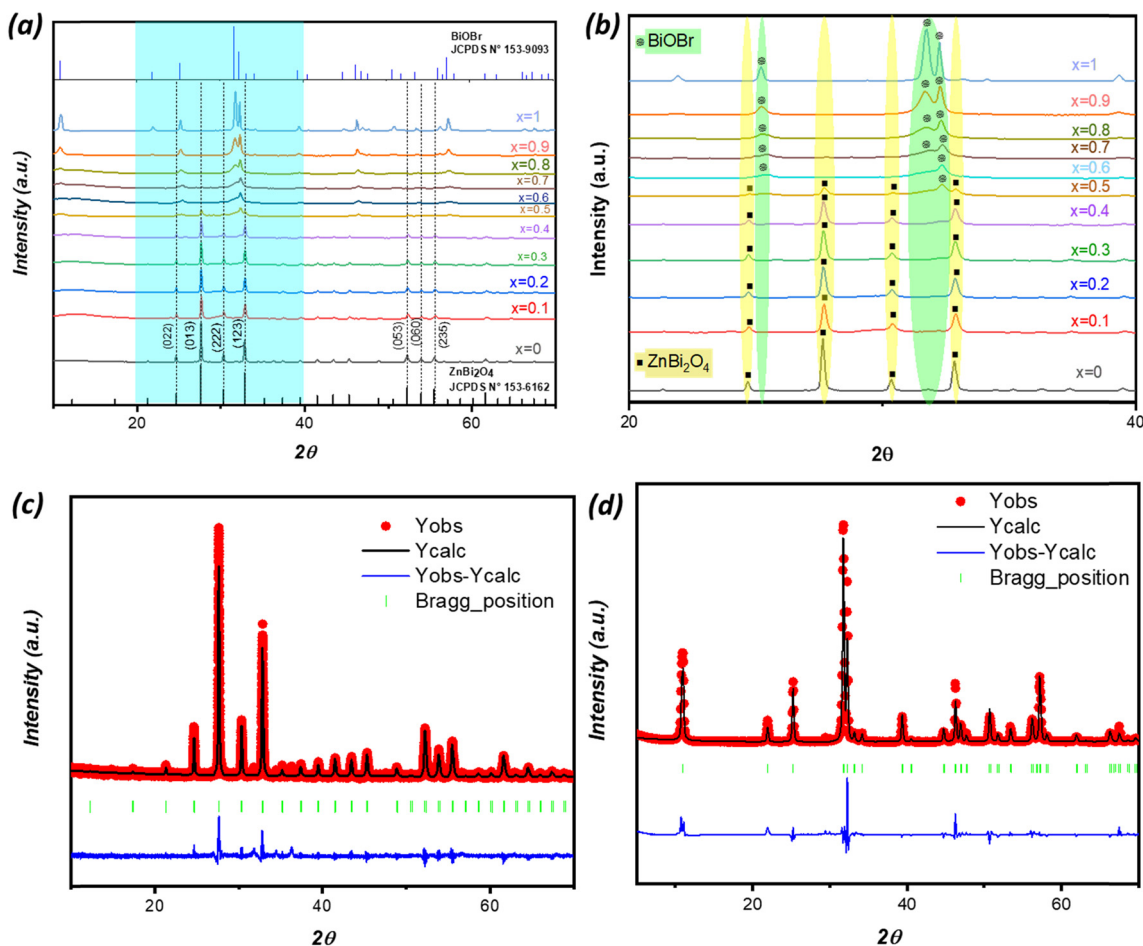 (a)
BiOBr
JCPDS N° 153-9093
x=1
x=0.9
x=0.8
x=0.7
x=0.6
x=0.5
x=0.4
x=0.3
x=0.2
x=0.1
(022)
(013)
(222)
(123)
(053)
(060)
(235)
x=0
ZnBi₂O₄
JCPDS N° 153-6162
20 40 60
2θ
Intensity (a.u.)
(b)
BiOBr
x=1
x=0.9
x=0.8
x=0.7
x=0.6
x=0.5
x=0.4
x=0.3
x=0.2
x=0.1
ZnBi₂O₄
x=0
20 40
2θ
Intensity (a.u.)
(c)
Yobs
Ycalc
Yobs-Ycalc
Bragg_position
20 40 60
2θ
Intensity (a.u.)
(d)
Yobs
Ycalc
Yobs-Ycalc
Bragg_position
20 40 60
2θ
Intensity (a.u.)